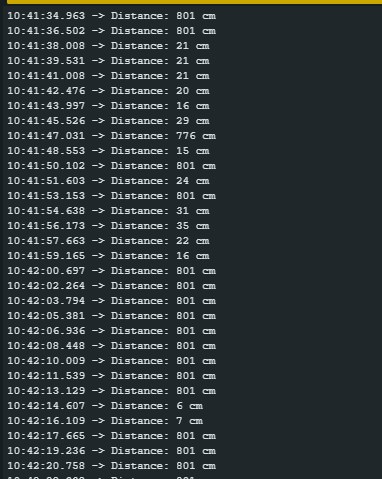 10:41:34.963 -> Distance: 801 cm
10:41:36.502 -> Distance: 801 cm
10:41:38.008 -> Distance: 21 cm
10:41:39.531 -> Distance: 21 cm
10:41:41.008 -> Distance: 21 cm
10:41:42.476 -> Distance: 20 cm
10:41:43.997 -> Distance: 16 cm
10:41:45.526 -> Distance: 29 cm
10:41:47.031 -> Distance: 776 cm
10:41:48.553 -> Distance: 15 cm
10:41:50.102 -> Distance: 801 cm
10:41:51.603 -> Distance: 24 cm
10:41:53.153 -> Distance: 801 cm
10:41:54.638 -> Distance: 31 cm
10:41:56.173 -> Distance: 35 cm
10:41:57.663 -> Distance: 22 cm
10:41:59.165 -> Distance: 16 cm
10:42:00.697 -> Distance: 801 cm
10:42:02.264 -> Distance: 801 cm
10:42:03.794 -> Distance: 801 cm
10:42:05.381 -> Distance: 801 cm
10:42:06.936 -> Distance: 801 cm
10:42:08.448 -> Distance: 801 cm
10:42:10.009 -> Distance: 801 cm
10:42:11.539 -> Distance: 801 cm
10:42:13.129 -> Distance: 801 cm
10:42:14.607 -> Distance: 6 cm
10:42:16.109 -> Distance: 7 cm
10:42:17.665 -> Distance: 801 cm
10:42:19.236 -> Distance: 801 cm
10:42:20.758 -> Distance: 801 cm